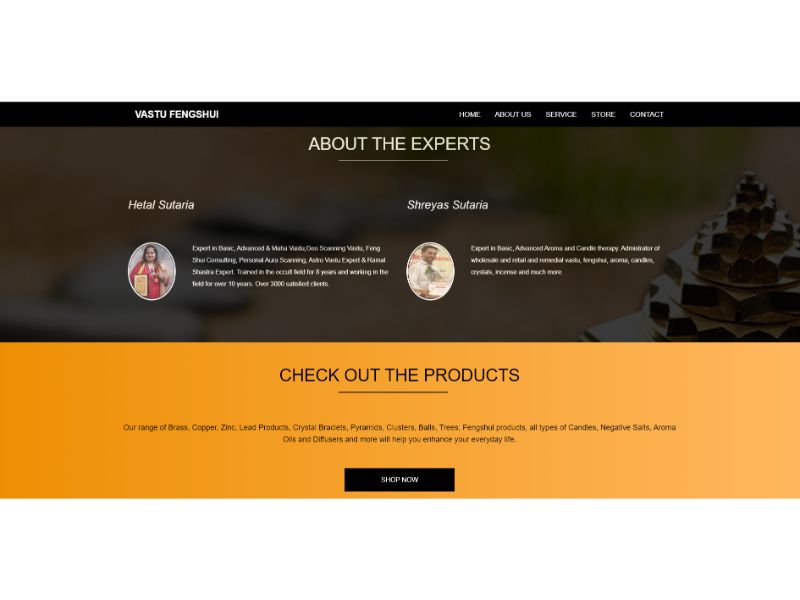 VASTU FENGSHUI
HOME ABOUT US SERVICE STORE CONTACT
ABOUT THE EXPERTS
Hetal Sutaria
Expert in Basic, Advanced & Maha Vastu,Geo Scanning Vastu, Feng
Shui Consulting, Personal Aura Scanning, Astro Vastu Expert & Ramal
Shastra Expert. Trained in the occult field for 8 years and working in the
field for over 10 years. Over 3000 satisfied clients.
Shreyas Sutaria
Expert in Basic, Advanced Aroma and Candle therapy. Admistrator of
wholesale and retail and remedial vastu, fengshui, aroma, candles,
crystals, incense and much more.
CHECK OUT THE PRODUCTS
Our range of Brass, Copper, Zinc, Lead Products, Crystal Braclets, Pyramids, Clusters, Balls, Trees, Fengshui products, all types of Candles, Negative Salts, Aroma
Oils and Diffusers and more will help you enhance your everyday life.
SHOP NOW